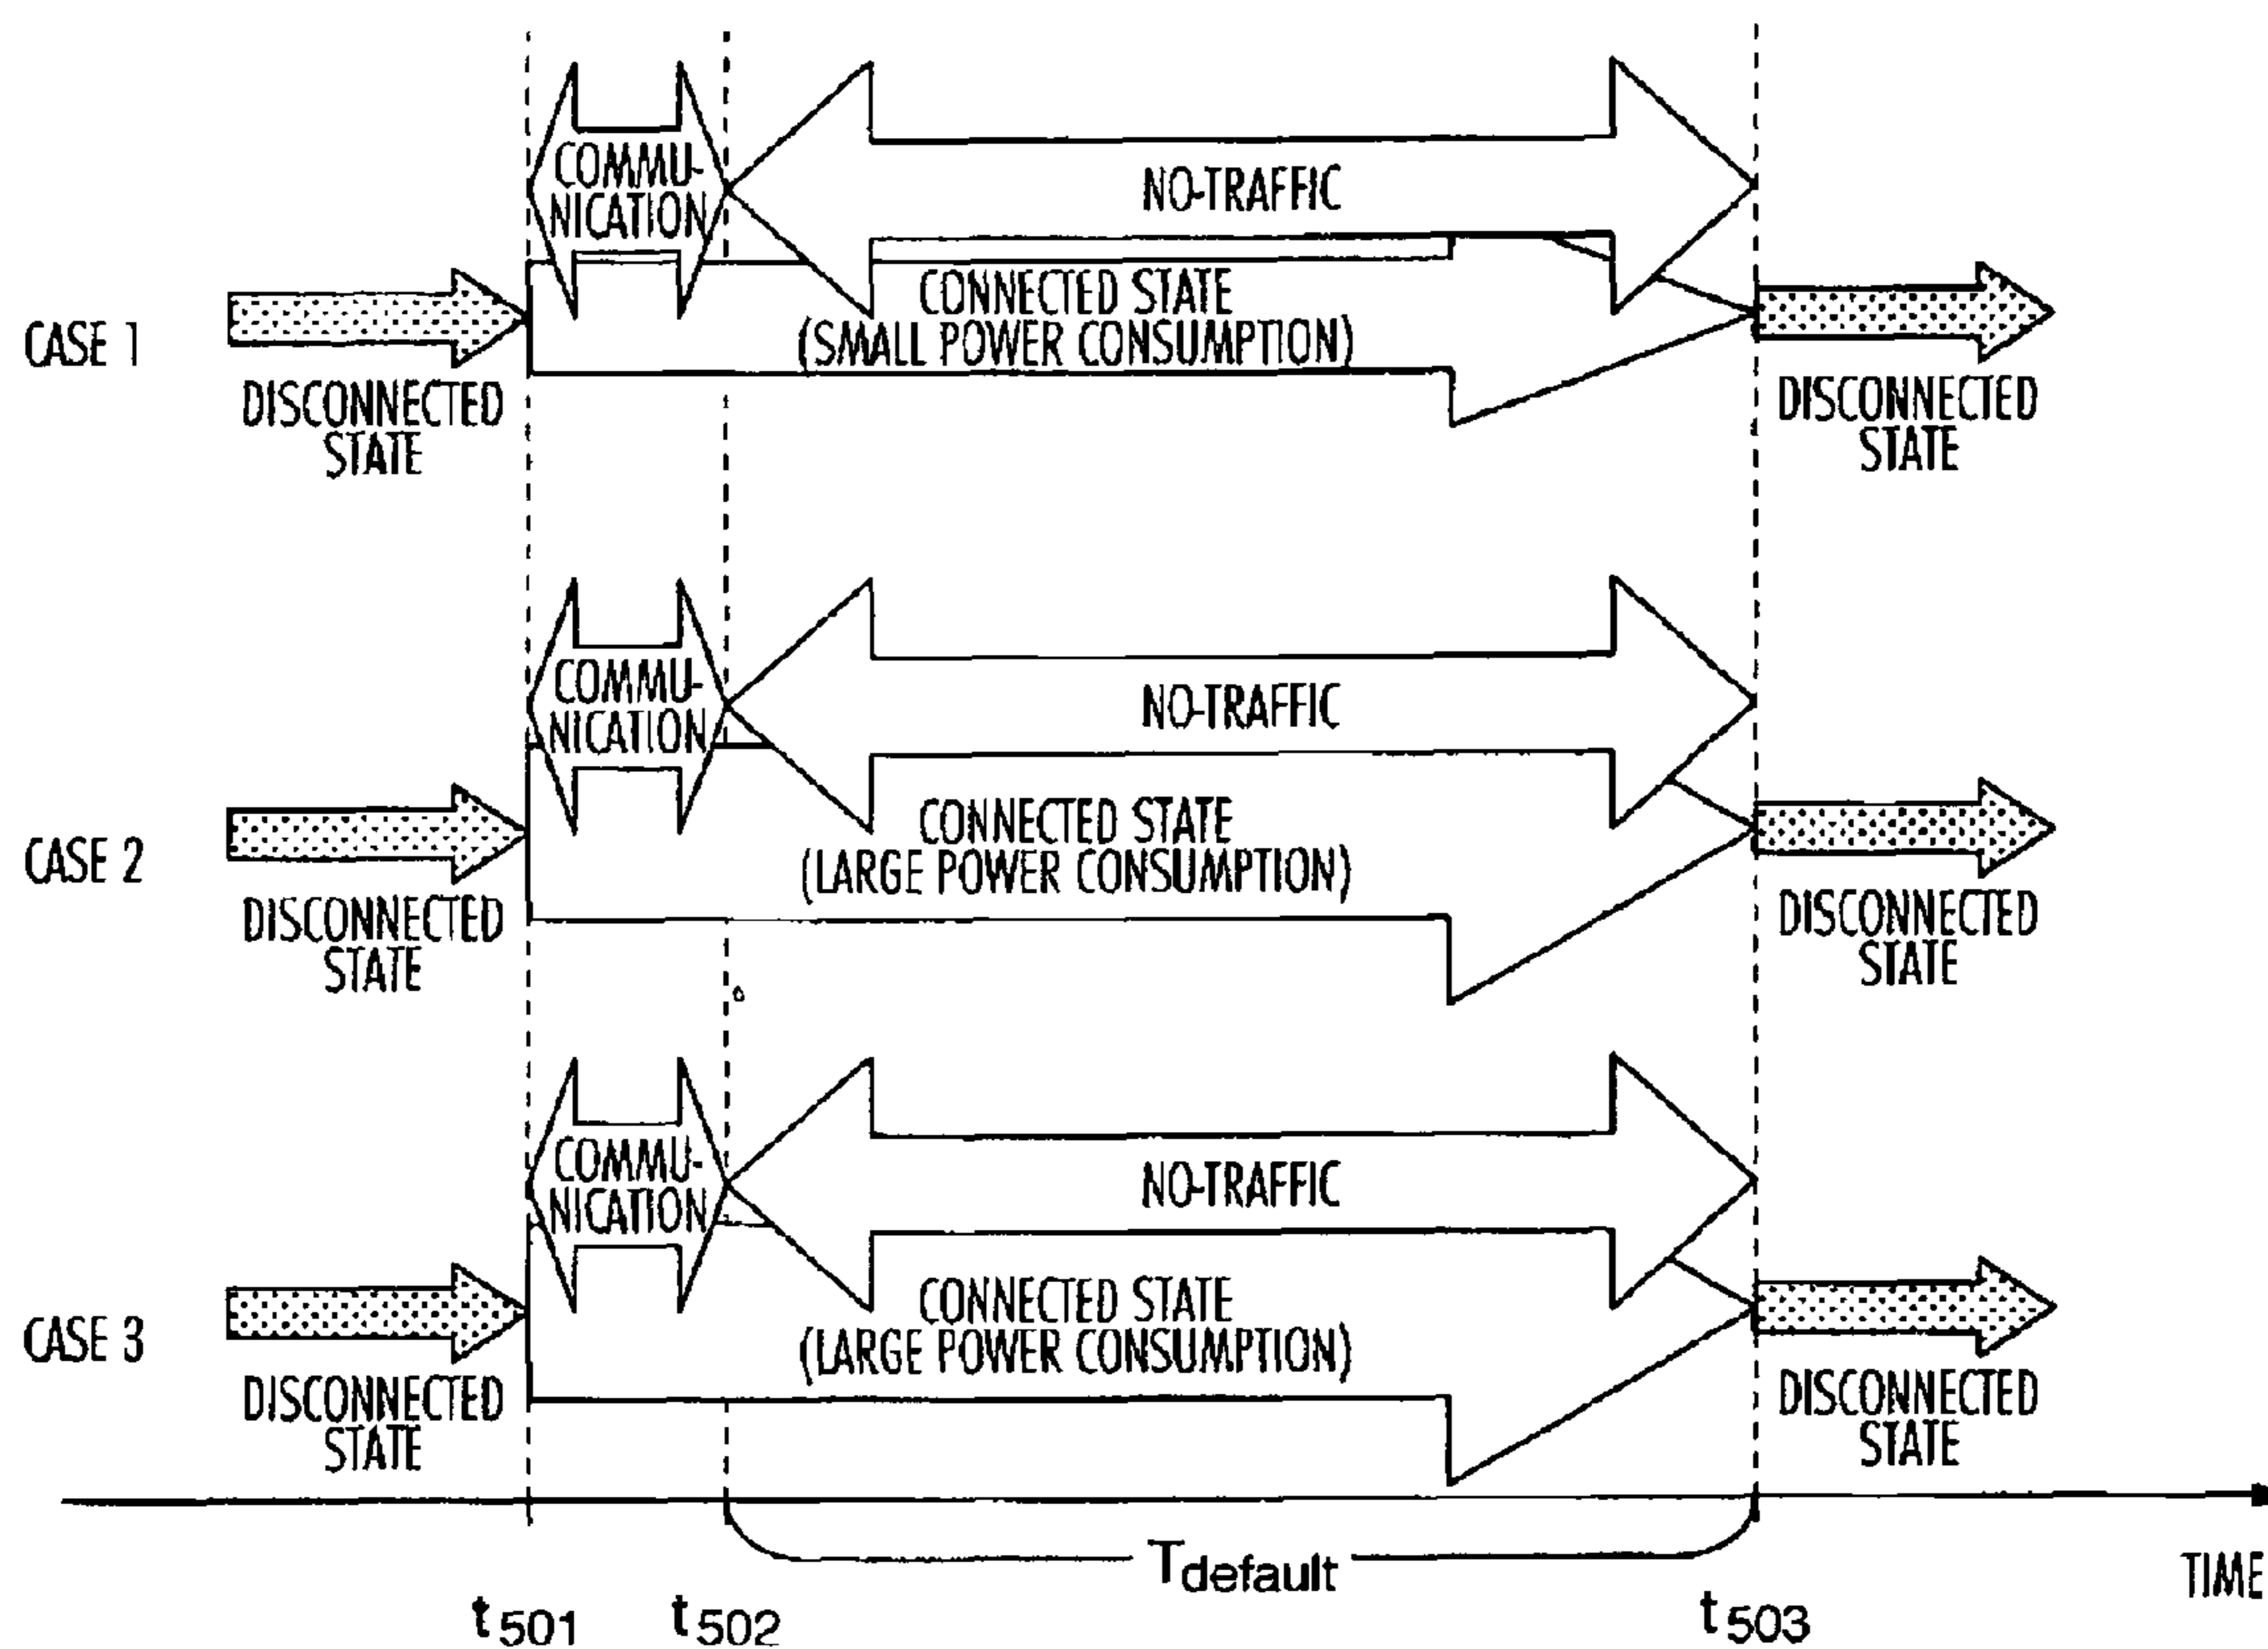 COMMU-
NICATION
NO-TRAFFIC
CONNECTED STATE
(SMALL POWER CONSUMPTION)
CASE 1
DISCONNECTED
STATE
DISCONNECTED
STATE
COMMU-
NICATION
NO-TRAFFIC
CONNECTED STATE
(LARGE POWER CONSUMPTION)
CASE 2
DISCONNECTED
STATE
DISCONNECTED
STATE
COMMU-
NICATION
NO-TRAFFIC
CONNECTED STATE
(LARGE POWER CONSUMPTION)
CASE 3
DISCONNECTED
STATE
DISCONNECTED
STATE
Tdefault
TIME
t501
t502
t503